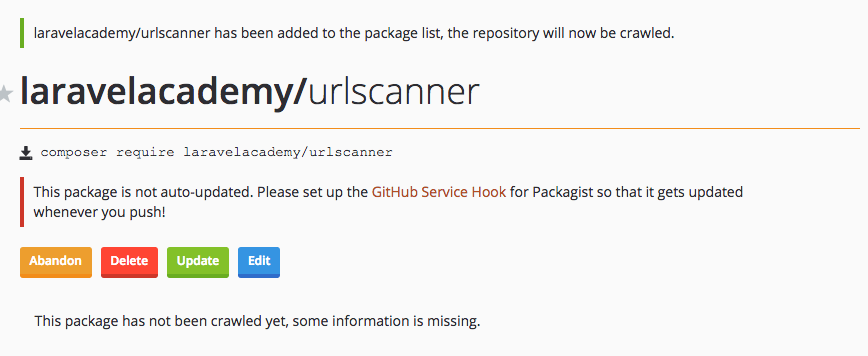 laravelacademy/urlscanner has been added to the package list, the repository will now be crawled.
laravelacademy/urlscanner
composer require laravelacademy/urlscanner
This package is not auto-updated. Please set up the GitHub Service Hook for Packagist so that it gets updated
whenever you push!
Abandon Delete Update Edit
This package has not been crawled yet, some information is missing.